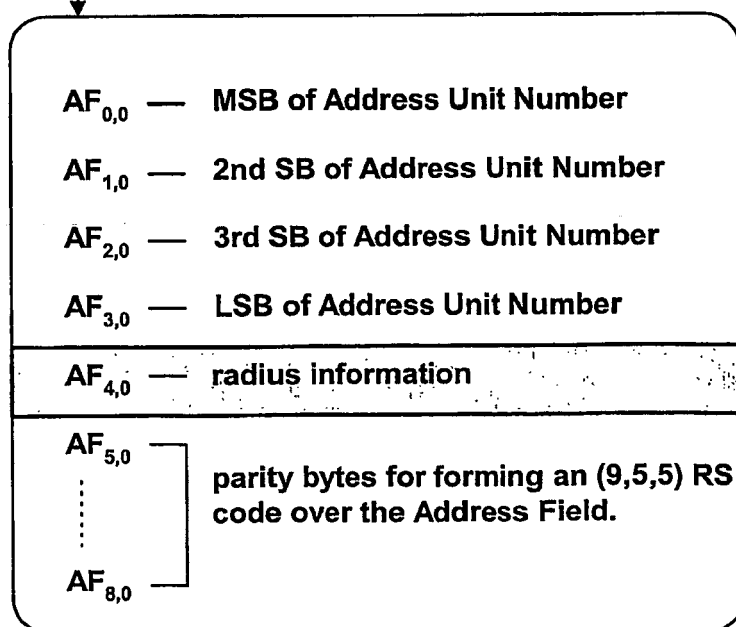 AF0,0 — MSB of Address Unit Number
AF1,0 — 2nd SB of Address Unit Number
AF2,0 — 3rd SB of Address Unit Number
AF3,0 — LSB of Address Unit Number
AF4,0 — radius information
AF5,0
parity bytes for forming an (9,5,5) RS
code over the Address Field.
AF8,0